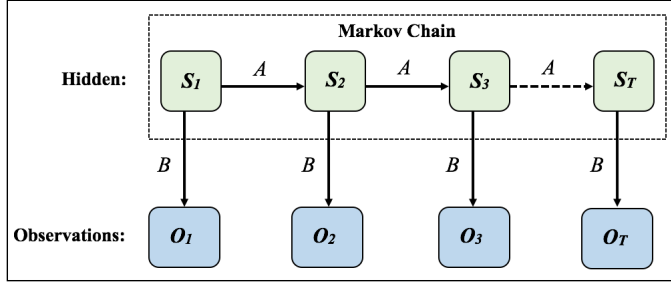 Markov Chain
Hidden: S1 A S2 A S3 A ST
B B B B
Observations: O1 O2 O3 OT